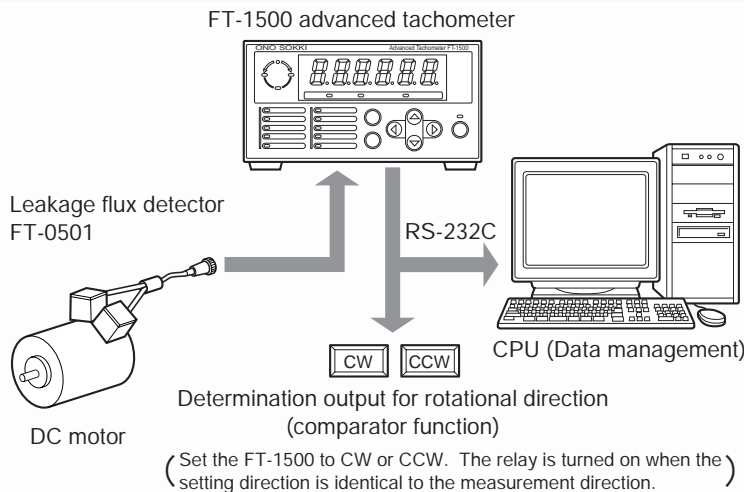 FT-1500 advanced tachometer
ONO SOKKI
Advanced Tachometer FT-1500
Leakage flux detector
FT-0501
RS-232C
CW
CCW
CPU (Data management)
Determination output for rotational direction
(comparator function)
DC motor
(Set the FT-1500 to CW or CCW. The relay is turned on when the
setting direction is identical to the measurement direction.)